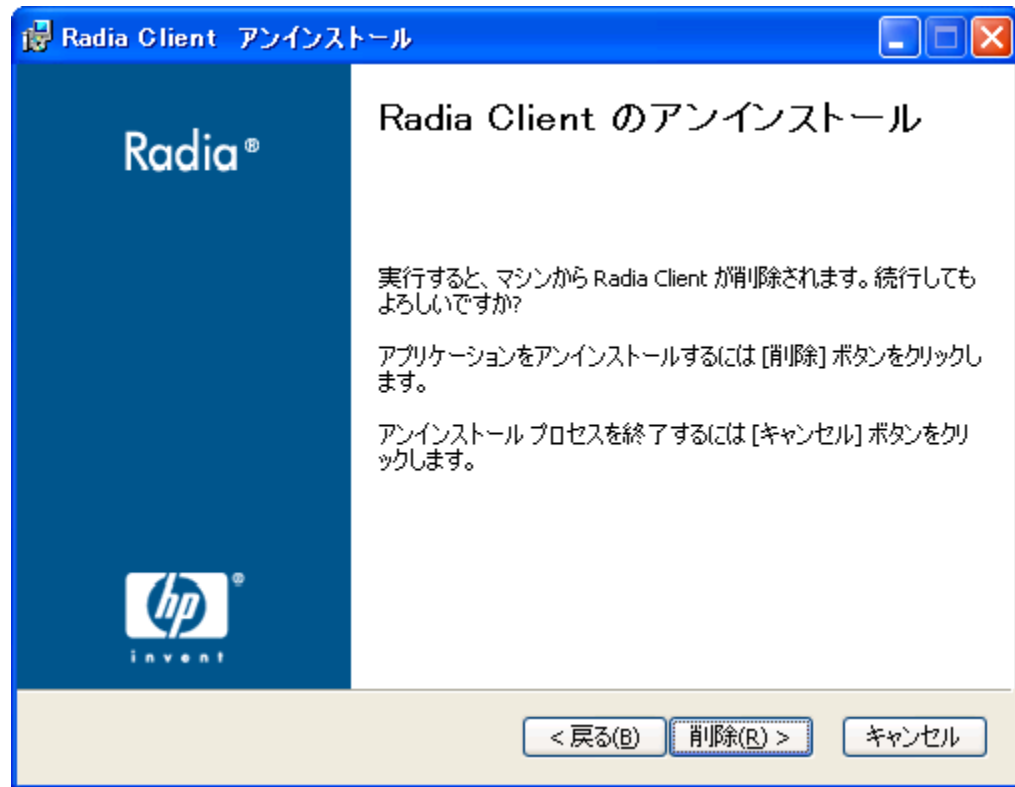 Radia Client アンインストール
Radia®
Radia Client のアンインストール
実行すると、マシンから Radia Client が削除されます。続行しても
よろしいですか?
アプリケーションをアンインストールするには [削除] ボタンをクリックし
ます。
アンインストール プロセスを終了するには [キャンセル] ボタンをクリ
ックします。
hp®
invent
< 戻る(B)
削除(R) >
キャンセル